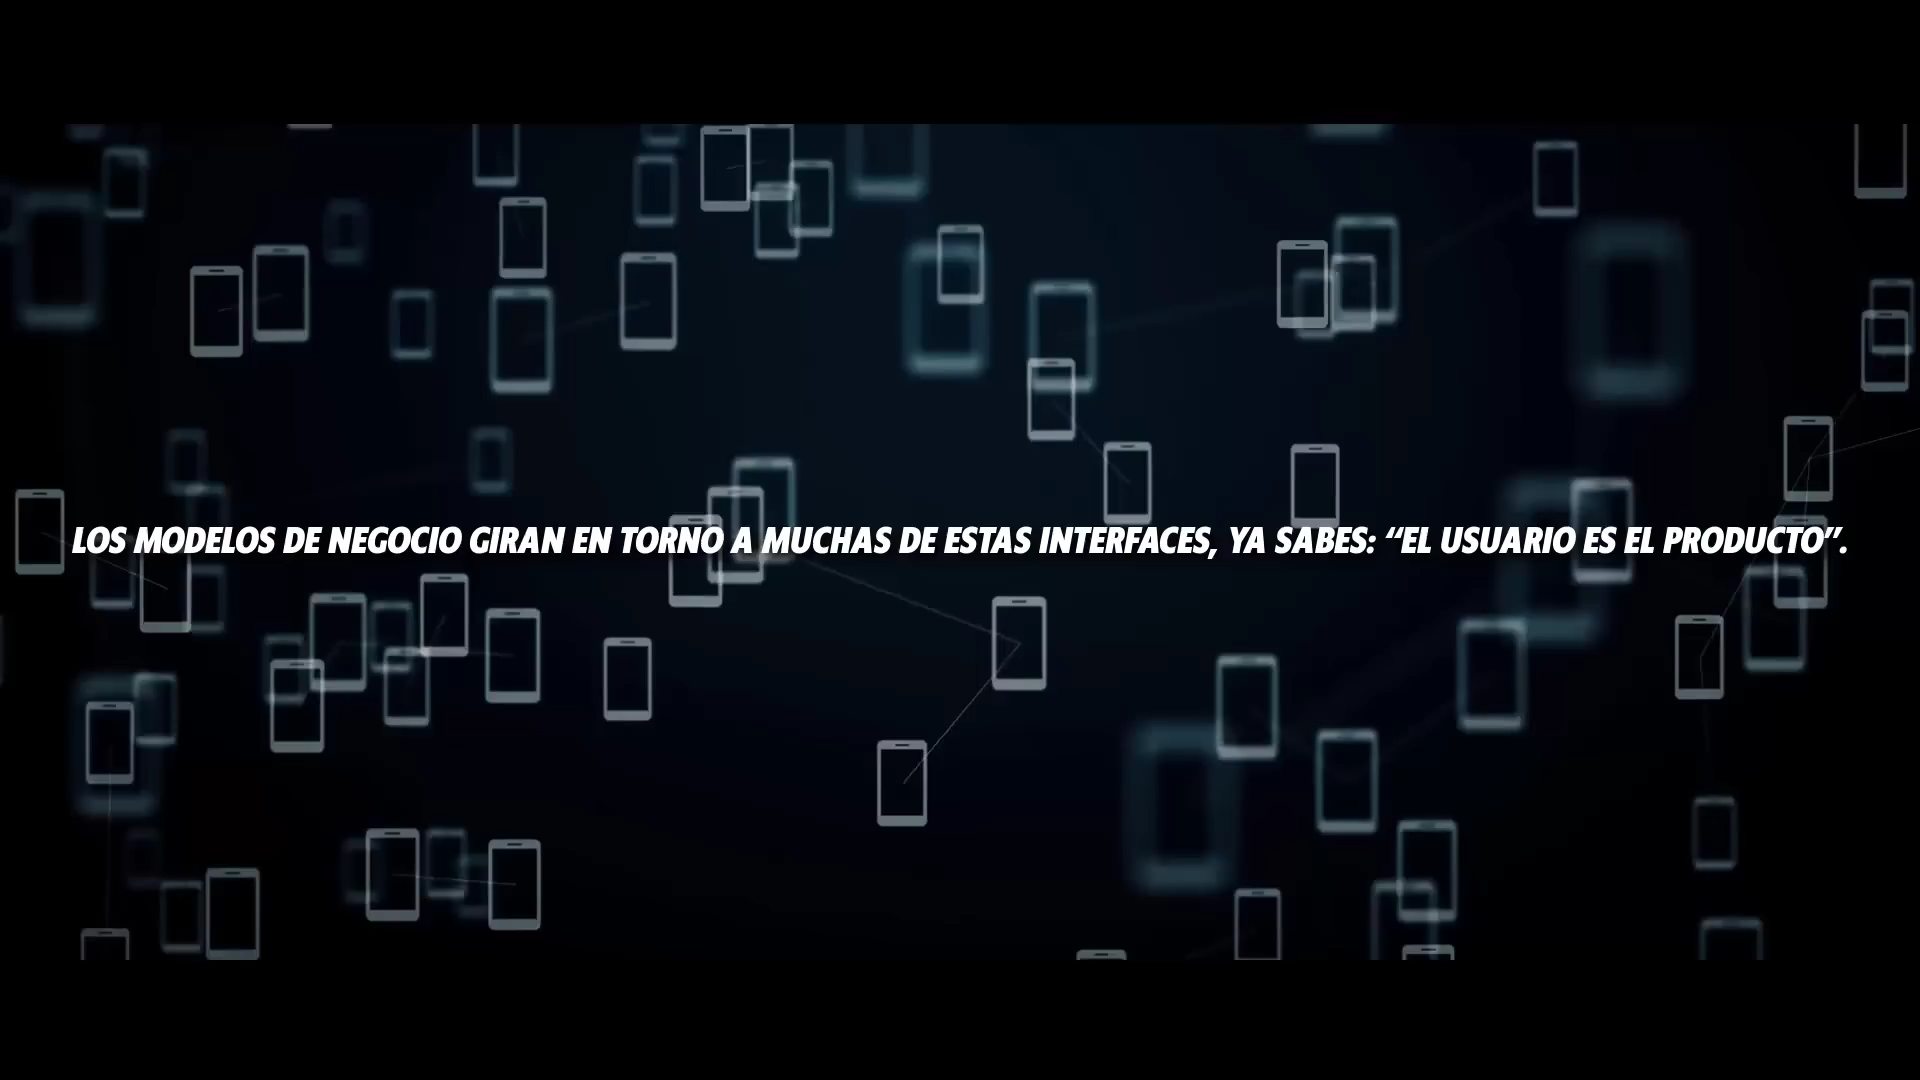 LOS MODELOS DE NEGOCIO GIRAN EN TORNO A MUCHAS DE ESTAS INTERFACES, YA SABES: “EL USUARIO ES EL PRODUCTO”.